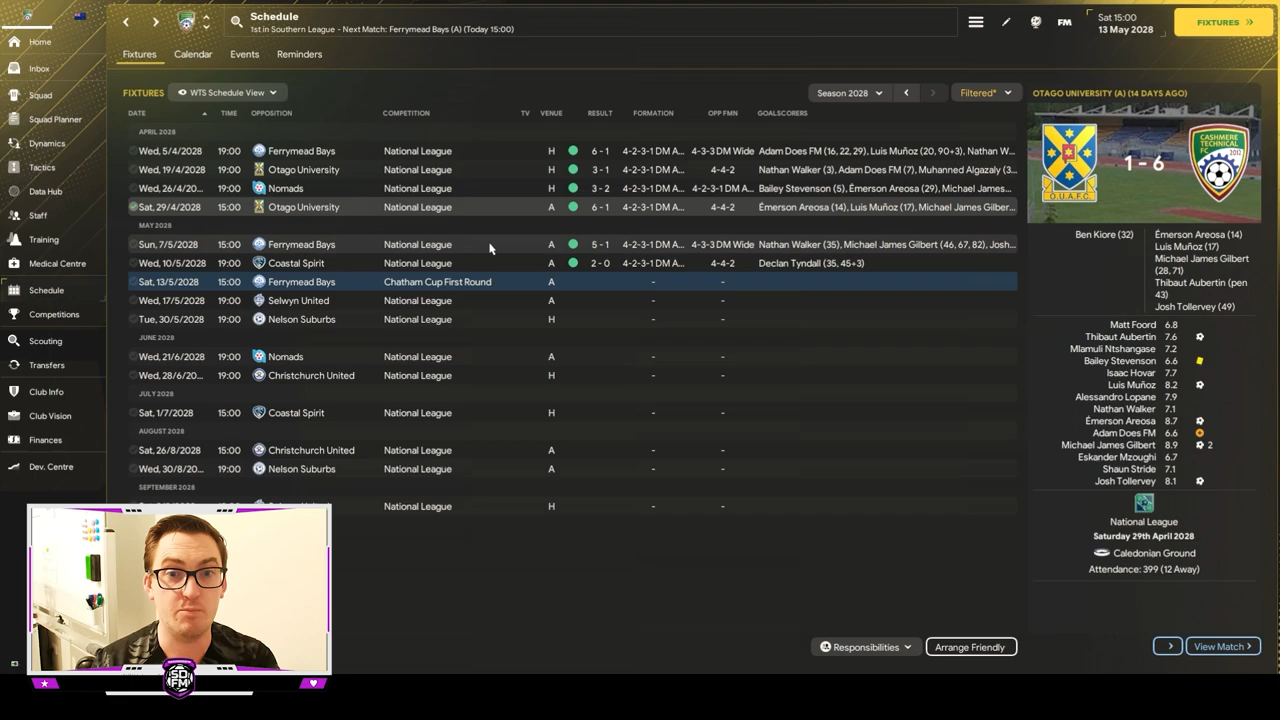 Schedule
1st in Southern League - Next Match: Ferrymead Bays (A) (Today 15:00)
FM
Sat 15:00
13 May 2028
FIXTURES
Home
Inbox
Squad
Squad Planner
Dynamics
Tactics
Data Hub
Staff
Training
Medical Centre
Schedule
Competitions
Scouting
Transfers
Club Info
Club Vision
Finances
Dev. Centre
Fixtures Calendar Events Reminders
FIXTURES WTS Schedule View Season 2028 Filtered*
DATE TIME OPPOSITION COMPETITION TV VENUE RESULT FORMATION OPP FMN GOALSCORERS
APRIL 2028
Wed, 5/4/2028 19:00 Ferrymead Bays National League H 6 - 1 4-2-3-1 DM A... 4-3-3 DM Wide Adam Does FM (16, 22, 29), Luis Muñoz (20, 90+3), Nathan W...
Wed, 19/4/2028 19:00 Otago University National League H 3 - 1 4-2-3-1 DM A... 4-4-2 Nathan Walker (3), Adam Does FM (7), Muhanned Algazaly (3...
Wed, 26/4/20... 19:00 Nomads National League H 3 - 2 4-2-3-1 DM A... 4-2-3-1 DM A... Bailey Stevenson (5), Émerson Areosa (29), Michael James...
Sat, 29/4/2028 15:00 Otago University National League A 6 - 1 4-2-3-1 DM A... 4-4-2 Émerson Areosa (14), Luis Muñoz (17), Michael James Gilber...
MAY 2028
Sun, 7/5/2028 15:00 Ferrymead Bays National League A 5 - 1 4-2-3-1 DM A... 4-3-3 DM Wide Nathan Walker (35), Michael James Gilbert (46, 67, 82), Josh...
Wed, 10/5/2028 19:00 Coastal Spirit National League A 2 - 0 4-2-3-1 DM A... 4-4-2 Declan Tyndall (35, 45+3)
Sat, 13/5/2028 15:00 Ferrymead Bays Chatham Cup First Round A - -
Wed, 17/5/2028 19:00 Selwyn United National League A - -
Tue, 30/5/2028 19:00 Nelson Suburbs National League H - -
JUNE 2028
Wed, 21/6/2028 19:00 Nomads National League A - -
Wed, 28/6/20... 19:00 Christchurch United National League H - -
JULY 2028
Sat, 1/7/2028 15:00 Coastal Spirit National League H - -
AUGUST 2028
Sat, 26/8/2028 15:00 Christchurch United National League A - -
Wed, 30/8/20... 19:00 Nelson Suburbs National League A - -
SEPTEMBER 2028
National League H - -
OTAGO UNIVERSITY (A) (14 DAYS AGO)
O.U.A.F.C.
1 - 6
CASHMERE
TECHNICAL
FC 2012
Ben Kiore (32)
Émerson Areosa (14)
Luis Muñoz (17)
Michael James Gilbert
(28, 71)
Thibaut Aubertin (pen
43)
Josh Tollervey (49)
Matt Foord 6.8
Thibaut Aubertin 7.6
Mlamuli Ntshangase 7.2
Bailey Stevenson 6.6
Isaac Hovar 7.7
Luis Muñoz 8.2
Alessandro Lopane 7.9
Nathan Walker 7.1
Émerson Areosa 8.7
Adam Does FM 6.6
Michael James Gilbert 8.9 2
Eskander Mzoughi 6.7
Shaun Stride 7.1
Josh Tollervey 8.1
National League
Saturday 29th April 2028
Caledonian Ground
Attendance: 399 (12 Away)
Responsibilities Arrange Friendly View Match
SDFM